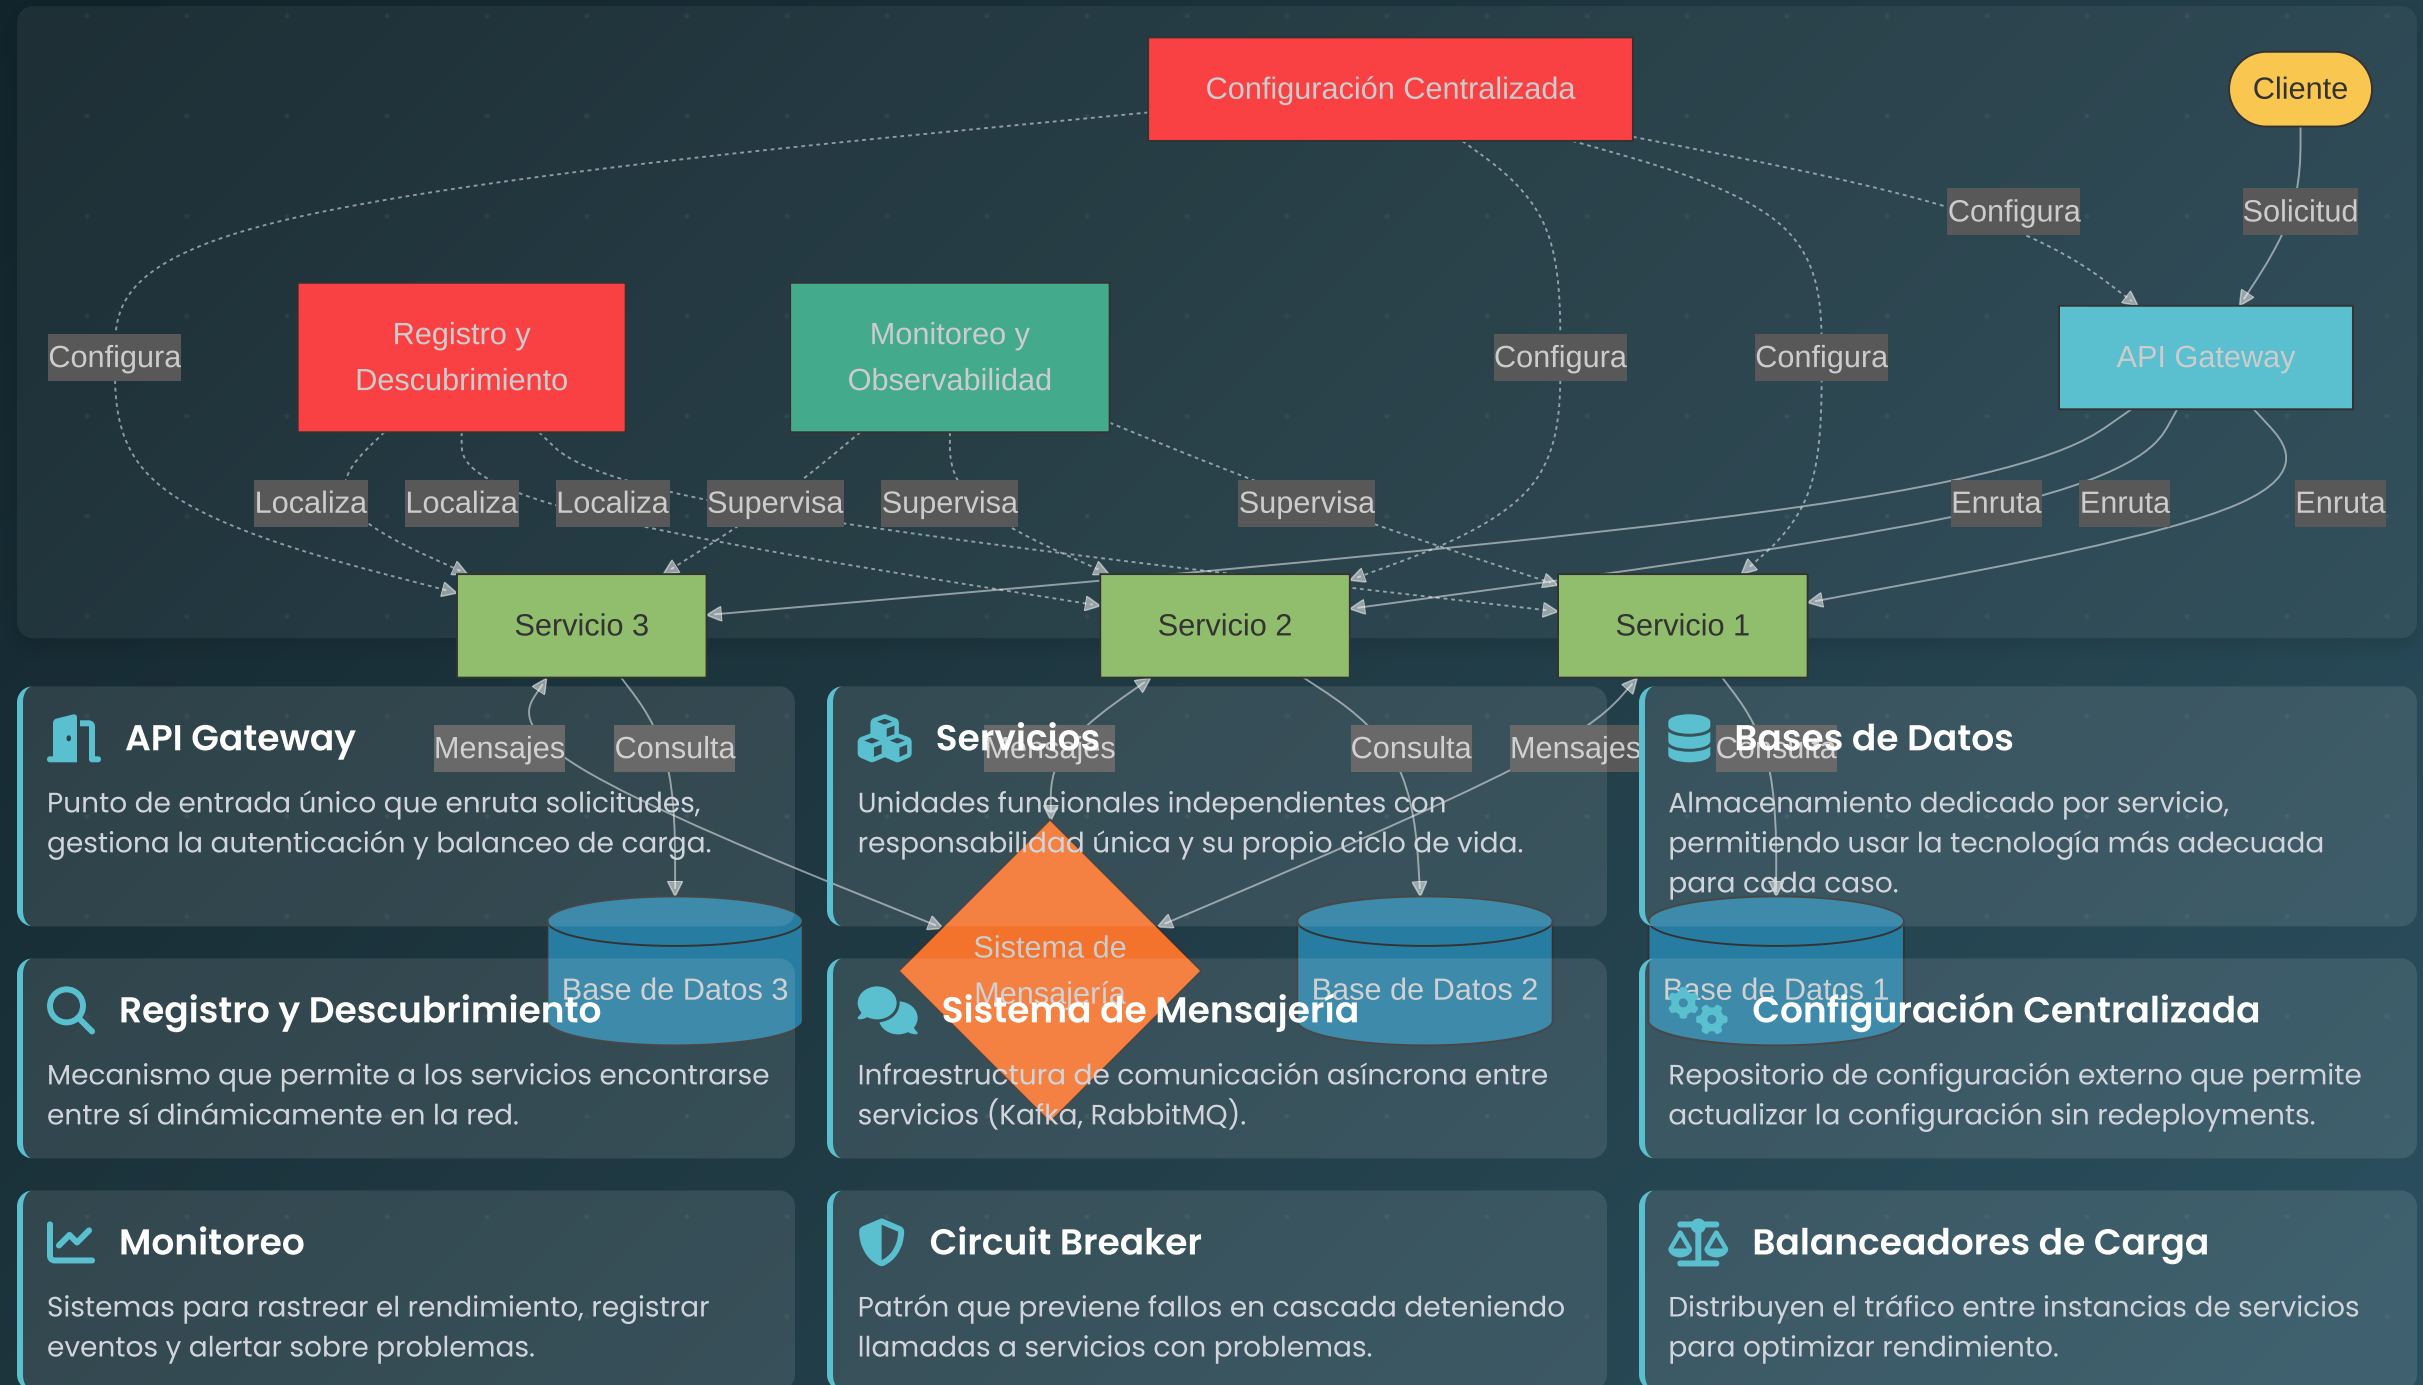 Configuración Centralizada
Cliente
Configura
Solicitud
Registro y
Descubrimiento
Monitoreo y
Observabilidad
Configura
Configura
Configura
API Gateway
Localiza
Localiza
Localiza
Supervisa
Supervisa
Supervisa
Enruta
Enruta
Enruta
Servicio 3
Servicio 2
Servicio 1
Mensajes
Consulta
Mensajes
Consulta
Mensajes
Consulta
Base de Datos 3
Sistema de
Mensajería
Base de Datos 2
Base de Datos 1
API Gateway
Punto de entrada único que enruta solicitudes,
gestiona la autenticación y balanceo de carga.
Servicios
Unidades funcionales independientes con
responsabilidad única y su propio ciclo de vida.
Bases de Datos
Almacenamiento dedicado por servicio,
permitiendo usar la tecnología más adecuada
para cada caso.
Registro y Descubrimiento
Mecanismo que permite a los servicios encontrarse
entre sí dinámicamente en la red.
Sistema de Mensajería
Infraestructura de comunicación asíncrona entre
servicios (Kafka, RabbitMQ).
Configuración Centralizada
Repositorio de configuración externo que permite
actualizar la configuración sin redeployments.
Monitoreo
Sistemas para rastrear el rendimiento, registrar
eventos y alertar sobre problemas.
Circuit Breaker
Patrón que previene fallos en cascada deteniendo
llamadas a servicios con problemas.
Balanceadores de Carga
Distribuyen el tráfico entre instancias de servicios
para optimizar rendimiento.